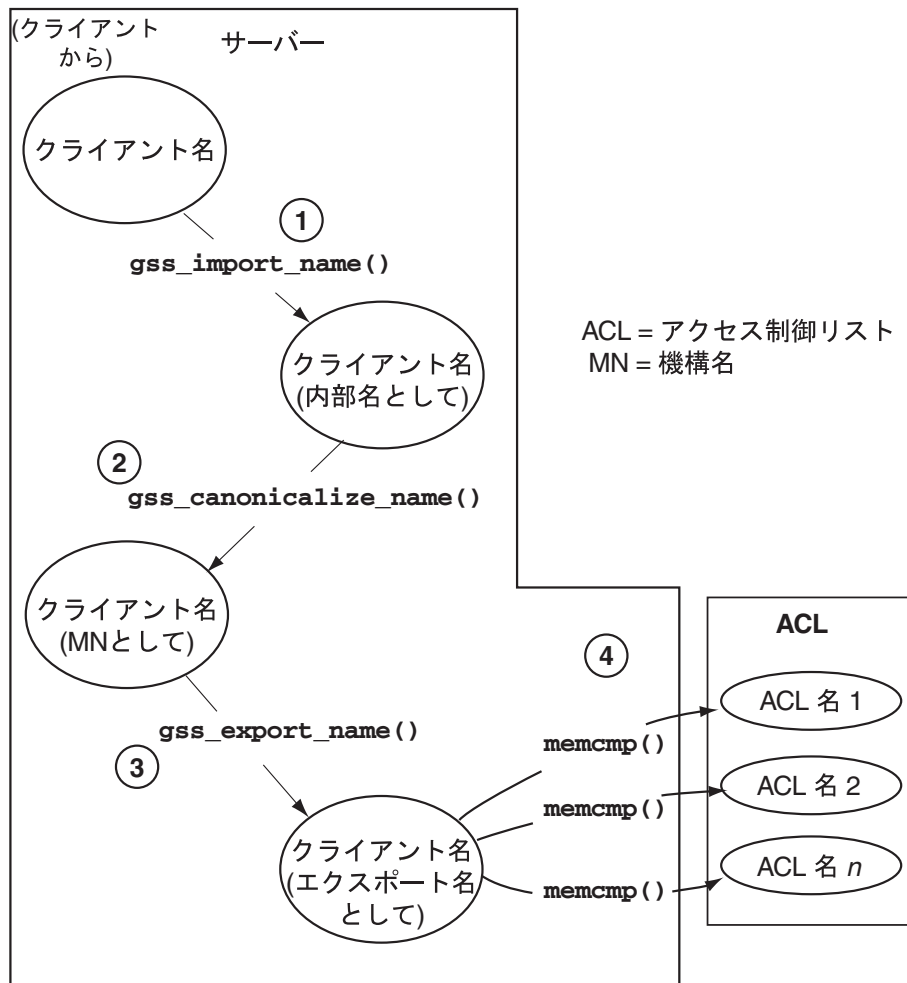 (クライアント
から)
サーバー
クライアント名
1
gss_import_name()
クライアント名
(内部名として)
ACL = アクセス制御リスト
MN = 機構名
2
gss_canonicalize_name()
クライアント名
(MNとして)
4
ACL
ACL 名 1
gss_export_name()
3
memcmp()
ACL 名 2
memcmp()
クライアント名
(エクスポート名
として)
ACL 名 n
memcmp()